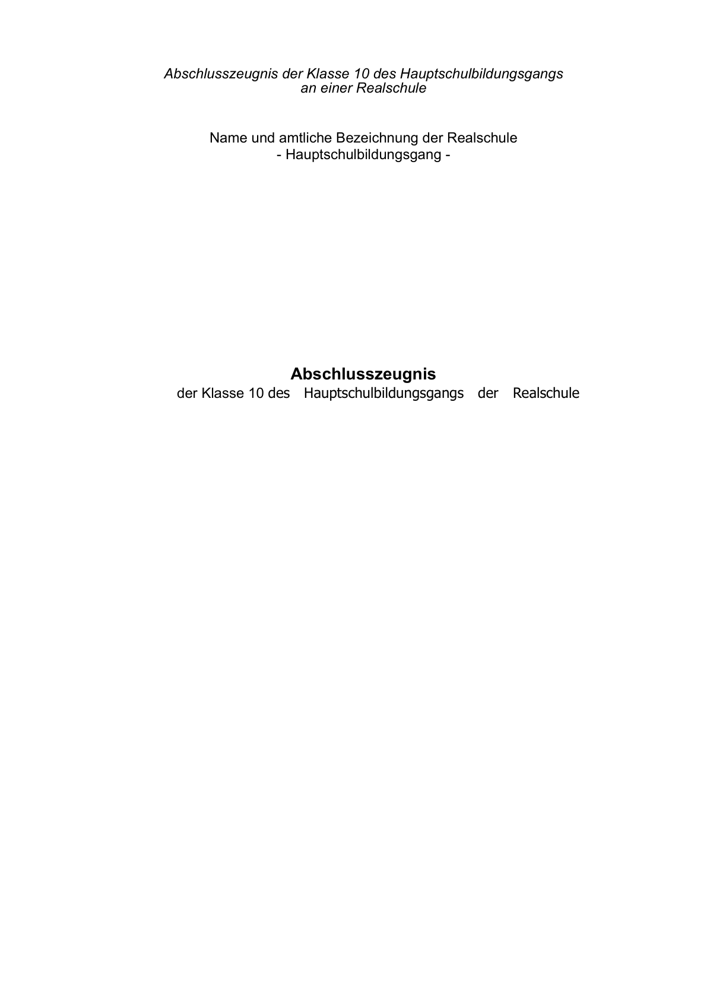 Abschlusszeugnis der Klasse 10 des Hauptschulbildungsgangs
an einer Realschule
Name und amtliche Bezeichnung der Realschule
- Hauptschulbildungsgang -
Abschlusszeugnis
der Klasse 10 des Hauptschulbildungsgangs der Realschule